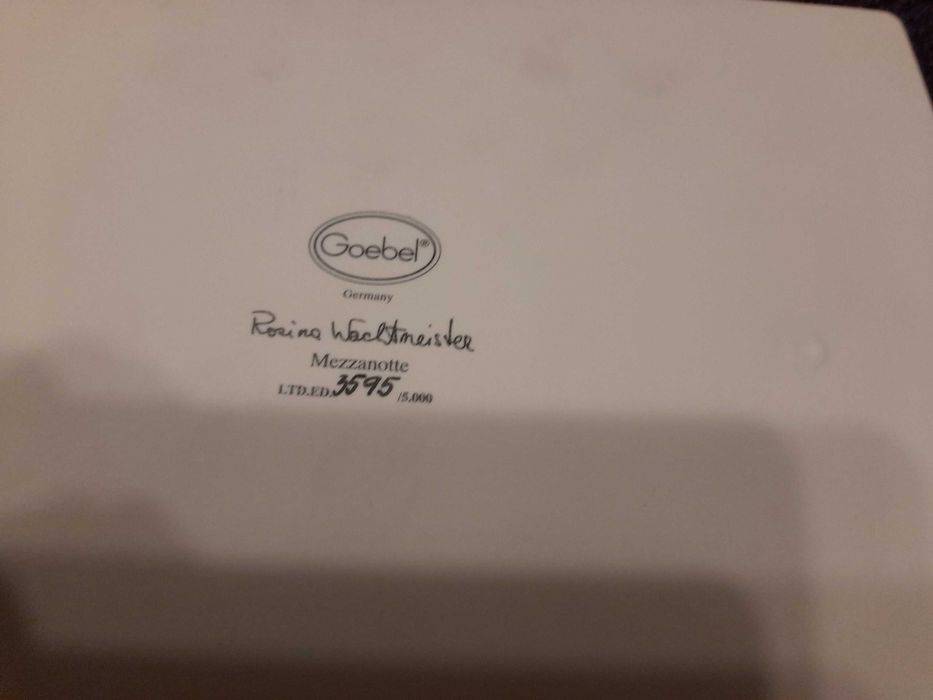 Goebel®
Germany
Rosina Wachtmeister
Mezzanotte
LTD.ED.3595/5.000